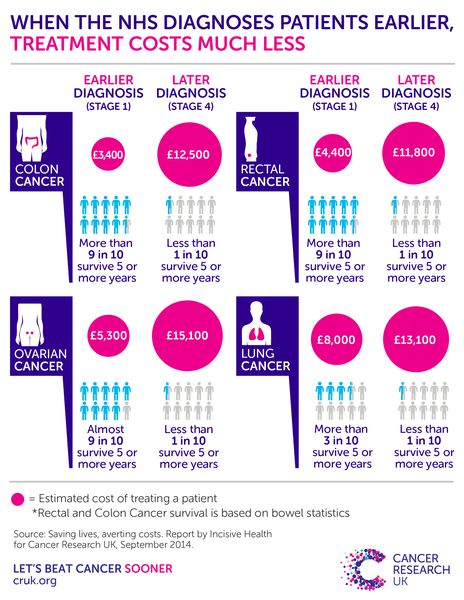 WHEN THE NHS DIAGNOSES PATIENTS EARLIER,
TREATMENT COSTS MUCH LESS
EARLIER
DIAGNOSIS
(STAGE 1)
LATER
DIAGNOSIS
(STAGE 4)
COLON
CANCER
£3,400
£12,500
More than
9 in 10
survive 5 or
more years
Less than
1 in 10
survive 5 or
more years
EARLIER
DIAGNOSIS
(STAGE 1)
LATER
DIAGNOSIS
(STAGE 4)
RECTAL
CANCER
£4,400
£11,800
More than
9 in 10
survive 5 or
more years
Less than
1 in 10
survive 5 or
more years
OVARIAN
CANCER
£5,300
£15,100
Almost
9 in 10
survive 5 or
more years
Less than
1 in 10
survive 5 or
more years
LUNG
CANCER
£8,000
£13,100
More than
3 in 10
survive 5 or
more years
Less than
1 in 10
survive 5 or
more years
= Estimated cost of treating a patient
*Rectal and Colon Cancer survival is based on bowel statistics
Source: Saving lives, averting costs. Report by Incisive Health
for Cancer Research UK, September 2014.
LET'S BEAT CANCER SOONER
cruk.org
CANCER
RESEARCH
UK